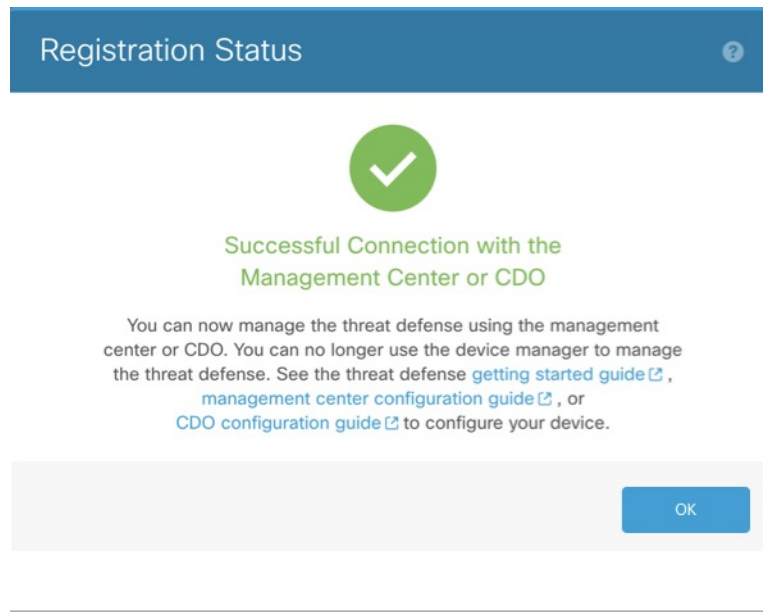 Registration Status
?
Successful Connection with the
Management Center or CDO
You can now manage the threat defense using the management
center or CDO. You can no longer use the device manager to manage
the threat defense. See the threat defense getting started guide ,
management center configuration guide , or
CDO configuration guide to configure your device.
OK